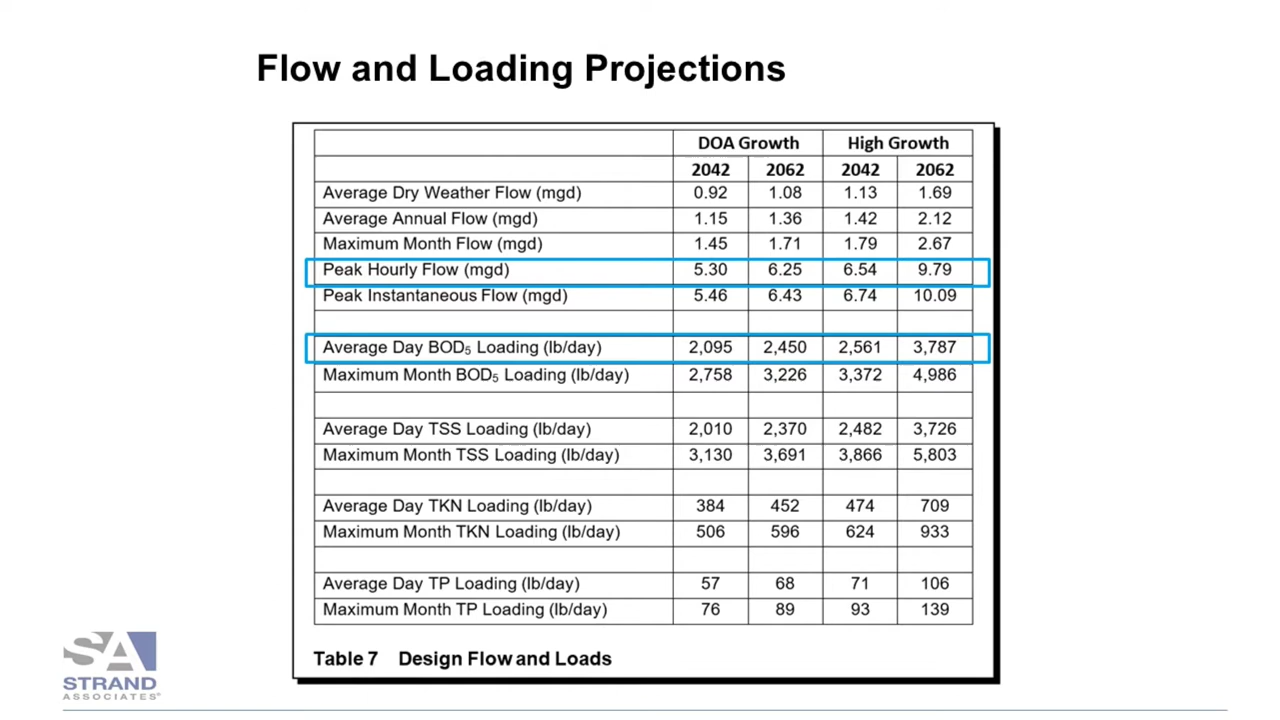 Flow and Loading Projections
DOA Growth High Growth
2042 2062 2042 2062
Average Dry Weather Flow (mgd) 0.92 1.08 1.13 1.69
Average Annual Flow (mgd) 1.15 1.36 1.42 2.12
Maximum Month Flow (mgd) 1.45 1.71 1.79 2.67
Peak Hourly Flow (mgd) 5.30 6.25 6.54 9.79
Peak Instantaneous Flow (mgd) 5.46 6.43 6.74 10.09
Average Day BOD₅ Loading (lb/day) 2,095 2,450 2,561 3,787
Maximum Month BOD₅ Loading (lb/day) 2,758 3,226 3,372 4,986
Average Day TSS Loading (lb/day) 2,010 2,370 2,482 3,726
Maximum Month TSS Loading (lb/day) 3,130 3,691 3,866 5,803
Average Day TKN Loading (lb/day) 384 452 474 709
Maximum Month TKN Loading (lb/day) 506 596 624 933
Average Day TP Loading (lb/day) 57 68 71 106
Maximum Month TP Loading (lb/day) 76 89 93 139
Table 7 Design Flow and Loads
SA
STRAND
ASSOCIATES®